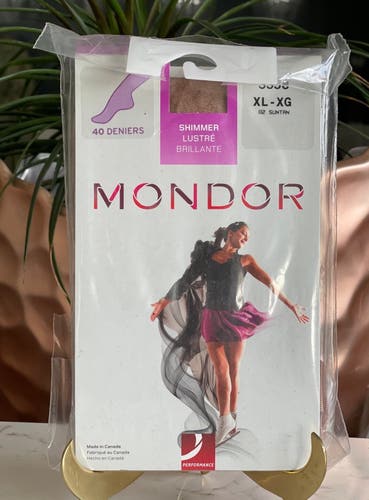 XL - XG
112 SUNTAN
40 DENIERS
SHIMMER
LUSTRÉ
BRILLANTE
MONDOR
Made in Canada
Fabriqué au Canada
Hecho en Canadá
PERFORMANCE